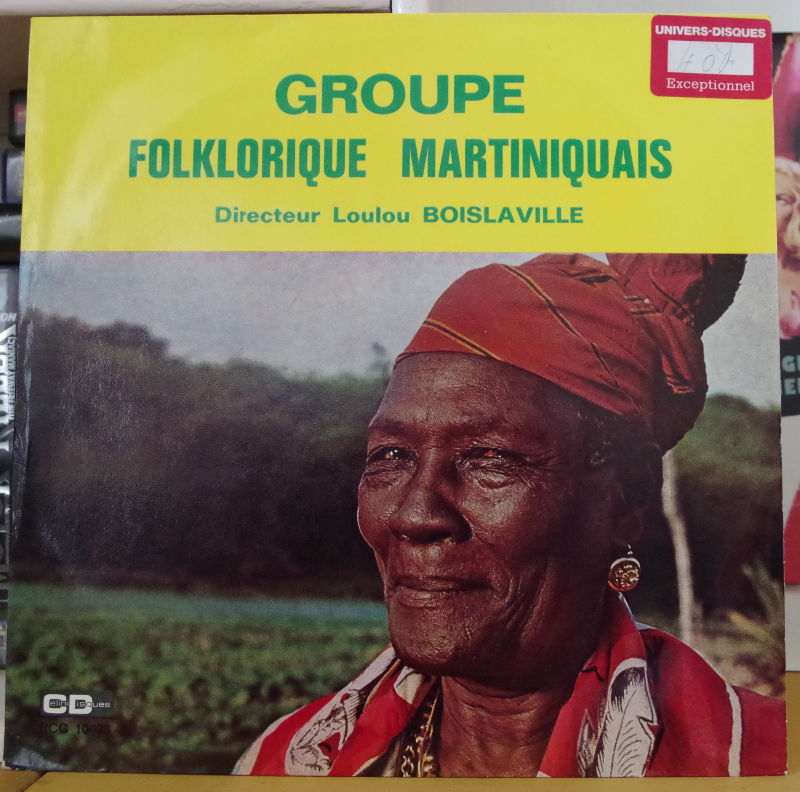 UNIVERS-DISQUES
Exceptionnel
GROUPE
FOLKLORIQUE MARTINIQUAIS
Directeur Loulou BOISLAVILLE
CD